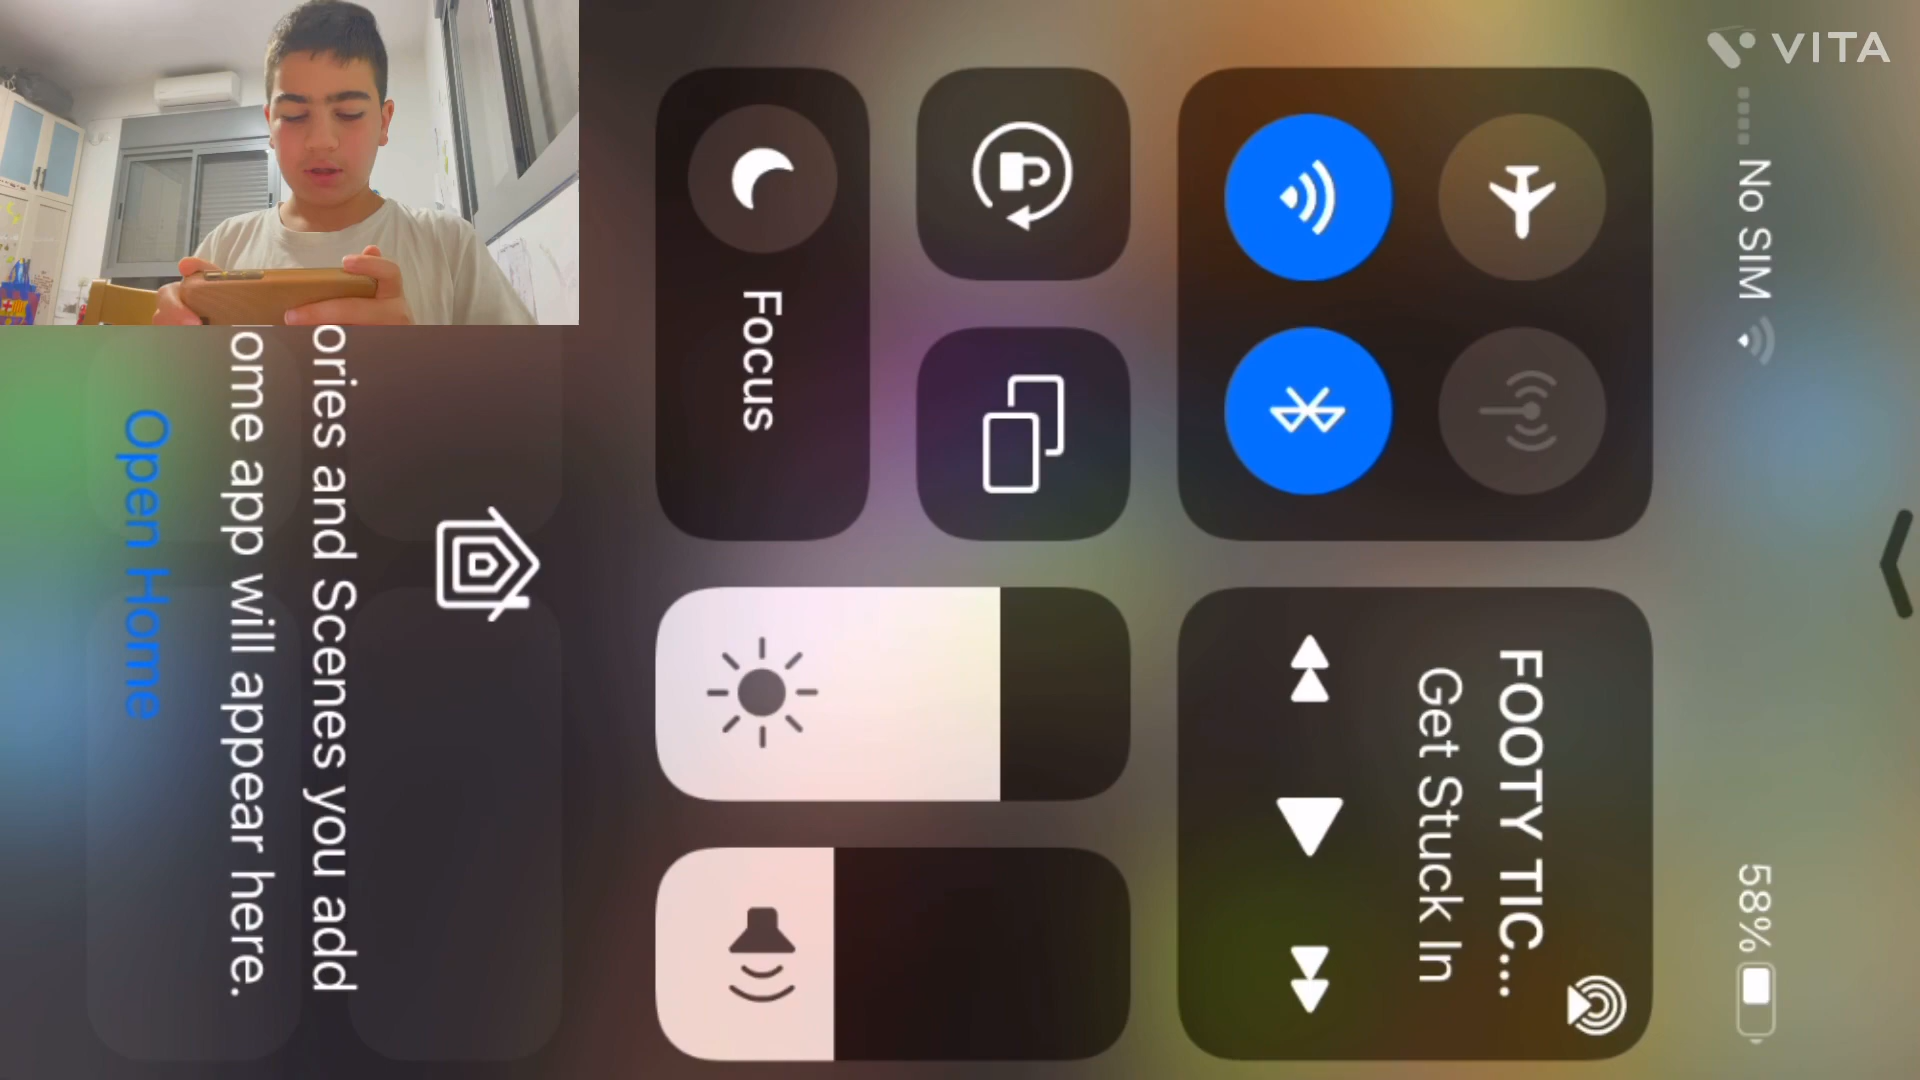 VITA
No SIM
58%
FOOTY TIC...
Get Stuck In
Focus
ories and Scenes you add
ome app will appear here.
Open Home